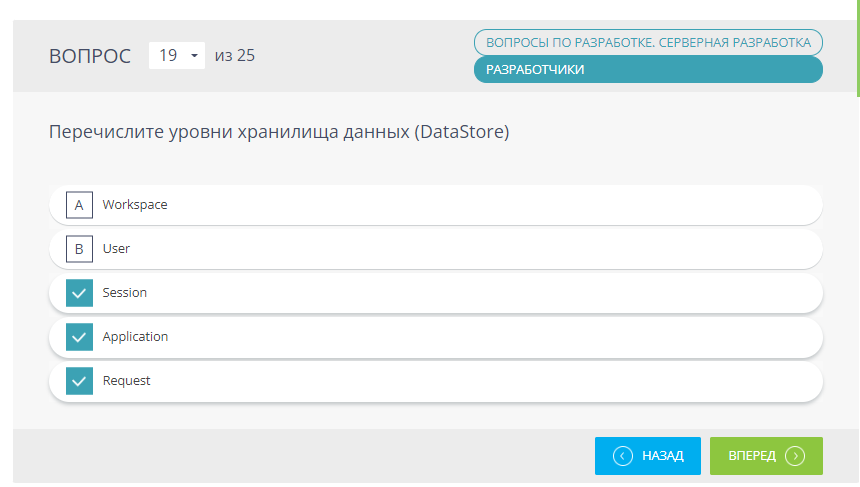 ВОПРОС 19 из 25
ВОПРОСЫ ПО РАЗРАБОТКЕ. СЕРВЕРНАЯ РАЗРАБОТКА
РАЗРАБОТЧИКИ
Перечислите уровни хранилища данных (DataStore)
A Workspace
B User
Session
Application
Request
НАЗАД
ВПЕРЕД